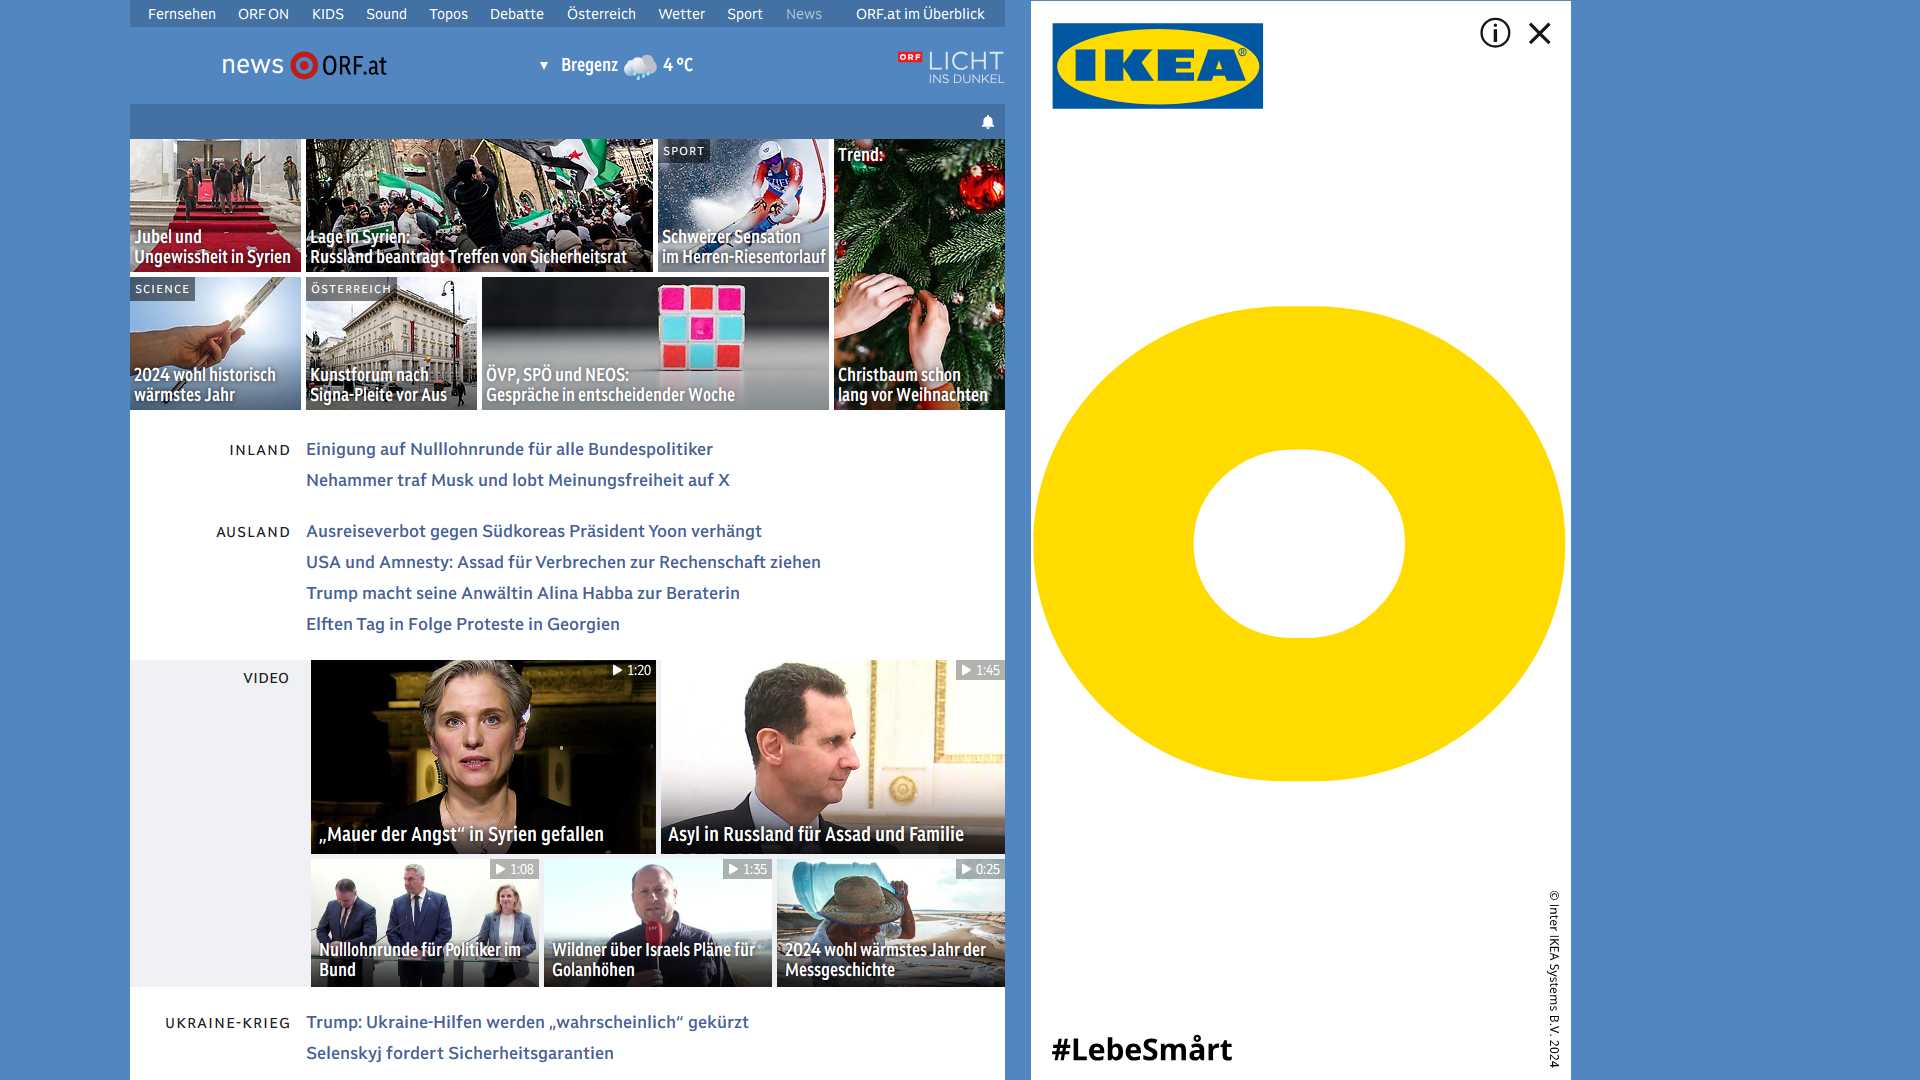 Fernsehen ORF ON KIDS Sound Topos Debatte Österreich Wetter Sport News ORF.at im Überblick
news ORF.at
Bregenz 4 °C
ORF LICHT
INS DUNKEL
Jubel und
Ungewissheit in Syrien
Lage in Syrien:
Russland beantragt Treffen von Sicherheitsrat
SPORT
Schweizer Sensation
im Herren-Riesentorlauf
Trend:
Christbaum schon
lang vor Weihnachten
SCIENCE
2024 wohl historisch
wärmstes Jahr
ÖSTERREICH
Kunstforum nach
Signa-Pleite vor Aus
ÖVP, SPÖ und NEOS:
Gespräche in entscheidender Woche
INLAND
Einigung auf Nulllohnrunde für alle Bundespolitiker
Nehammer traf Musk und lobt Meinungsfreiheit auf X
AUSLAND
Ausreiseverbot gegen Südkoreas Präsident Yoon verhängt
USA und Amnesty: Assad für Verbrechen zur Rechenschaft ziehen
Trump macht seine Anwältin Alina Habba zur Beraterin
Elften Tag in Folge Proteste in Georgien
VIDEO
1:20
„Mauer der Angst“ in Syrien gefallen
1:45
Asyl in Russland für Assad und Familie
1:08
Nulllohnrunde für Politiker im
Bund
1:35
Wildner über Israels Pläne für
Golanhöhen
0:25
2024 wohl wärmstes Jahr der
Messgeschichte
UKRAINE-KRIEG
Trump: Ukraine-Hilfen werden „wahrscheinlich“ gekürzt
Selenskyj fordert Sicherheitsgarantien
IKEA®
© Inter IKEA Systems B.V. 2024
#LebeSmårt